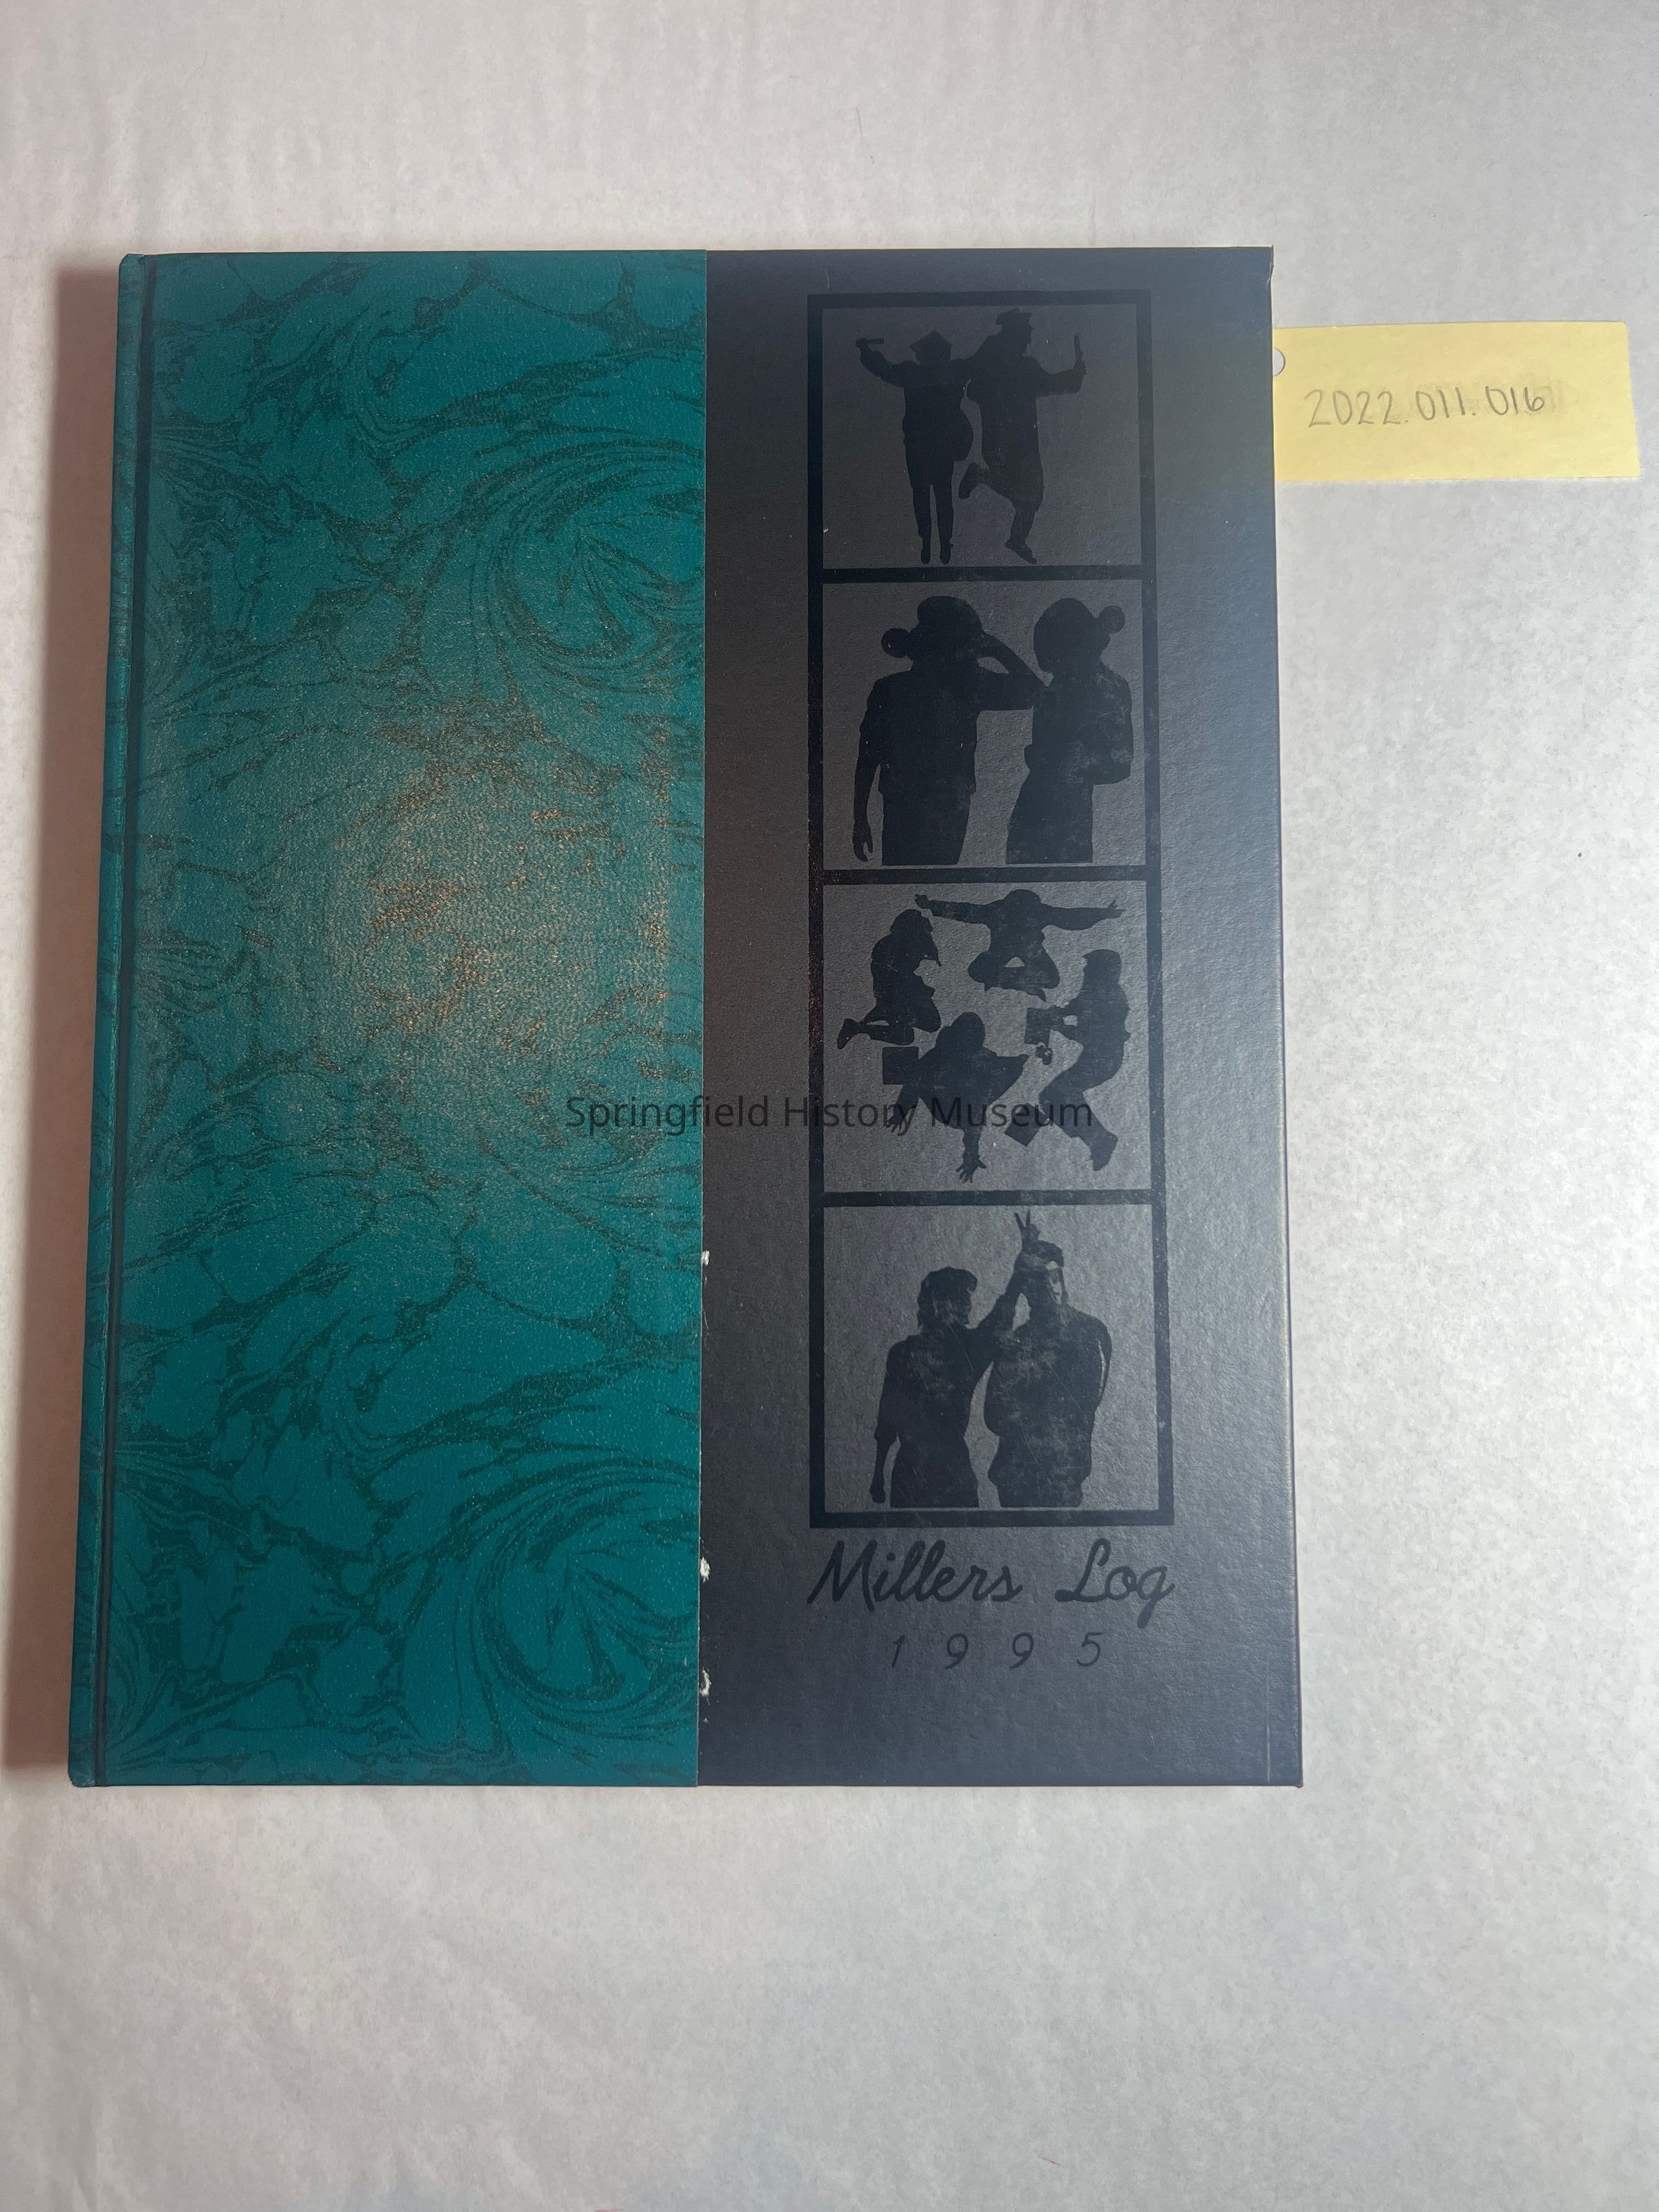 2022.011.016
Springfield History Museum
Millers Log
1995